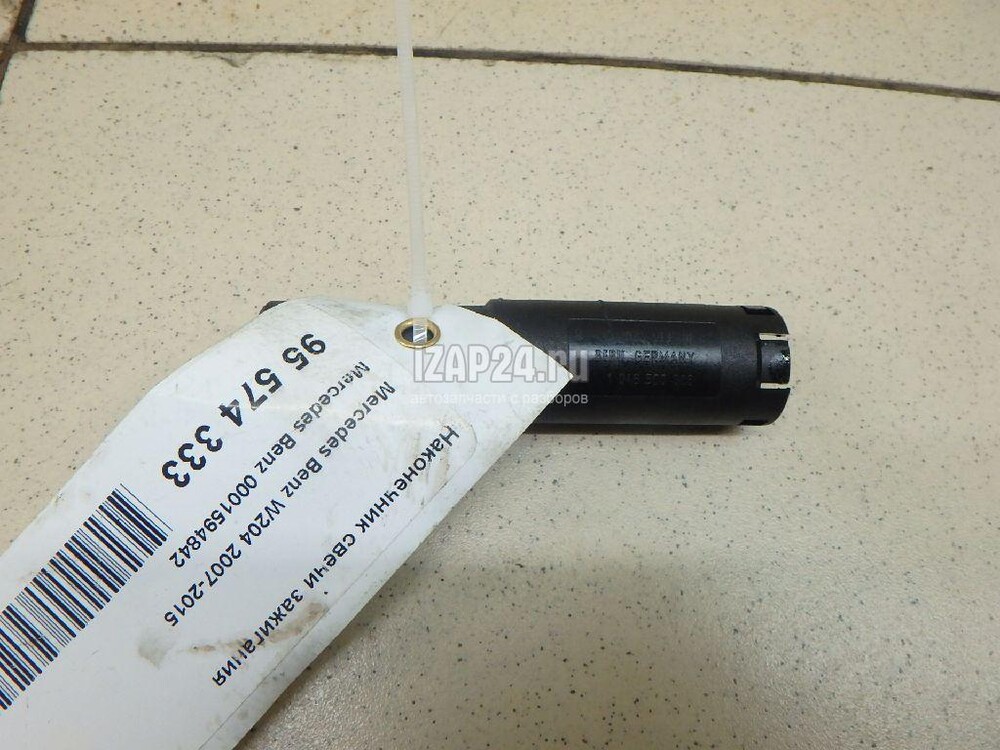 IZAP24.ru
автозапчасти с разборов
GERMANY
Наконечник свечи зажигания
Mercedes Benz W204 2007-2015
Mercedes Benz 0001594842
95 574 333